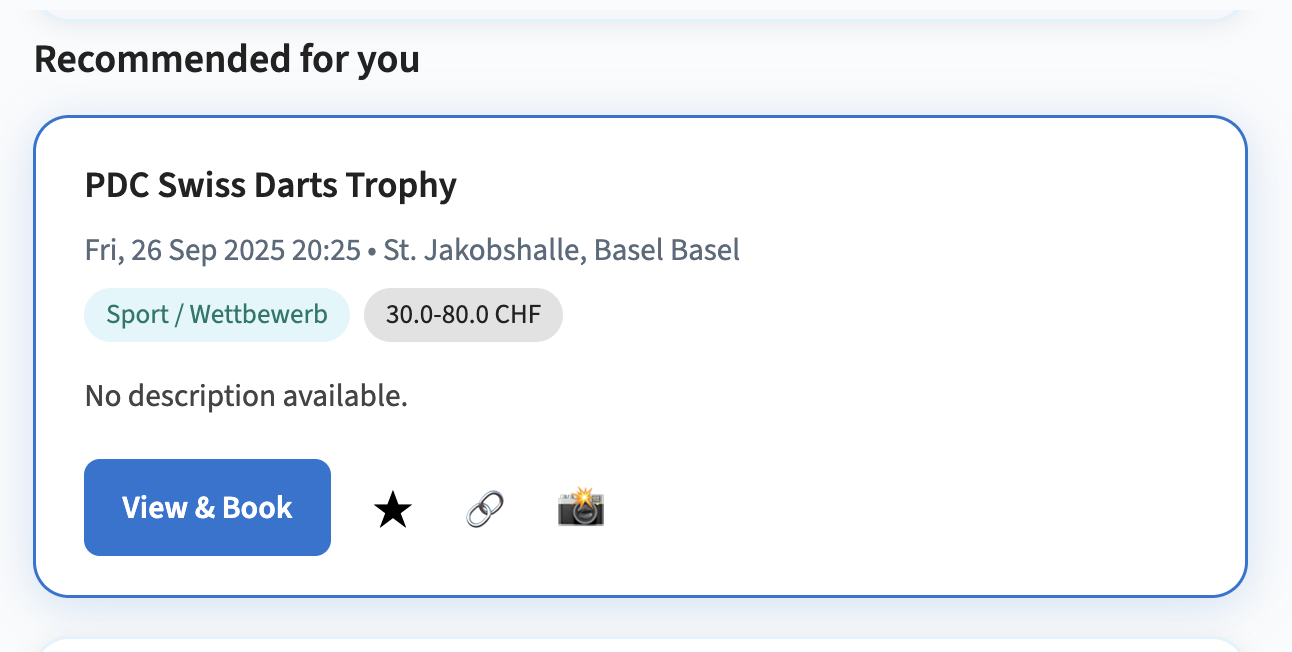 Recommended for you
PDC Swiss Darts Trophy
Fri, 26 Sep 2025 20:25 • St. Jakobshalle, Basel Basel
Sport / Wettbewerb 30.0-80.0 CHF
No description available.
View & Book